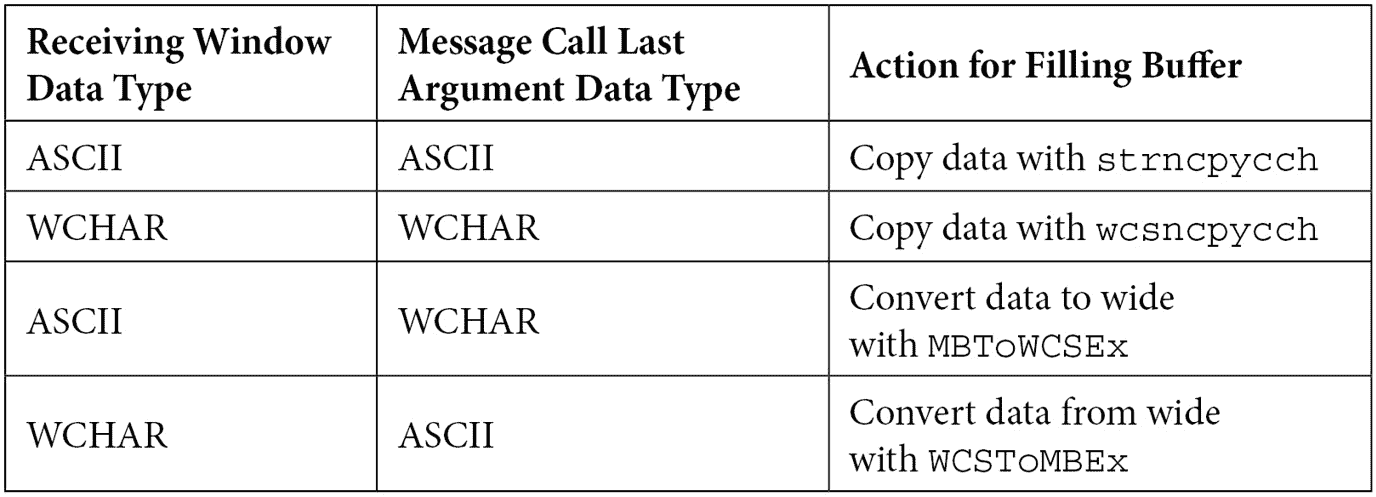 Receiving Window
Data Type
Message Call Last
Argument Data Type
Action for Filling Buffer
ASCII
ASCII
Copy data with strncpycch
WCHAR
WCHAR
Copy data with wcsncpycch
ASCII
WCHAR
Convert data to wide
with MBToWCSEx
WCHAR
ASCII
Convert data from wide
with WCSToMBEx